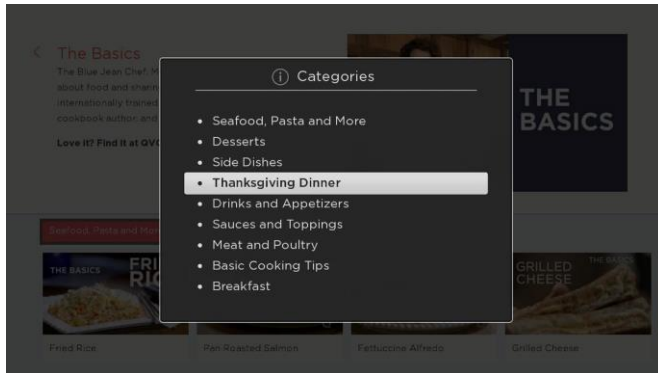 The Basics
The Blue Jean Chef, M
about food and sharin
internationally trained
cookbook author, and
Love it? Find it at QVC
THE
BASICS
Categories
Seafood, Pasta and More
Desserts
Side Dishes
Thanksgiving Dinner
Drinks and Appetizers
Sauces and Toppings
Meat and Poultry
Basic Cooking Tips
Breakfast
Seafood, Pasta and Mor
THE BASICS
FRI
RIC
GRILLED
CHEESE
THE BASICS
Fried Rice
Pan Roasted Salmon
Fettuccine Alfredo
Grilled Cheese